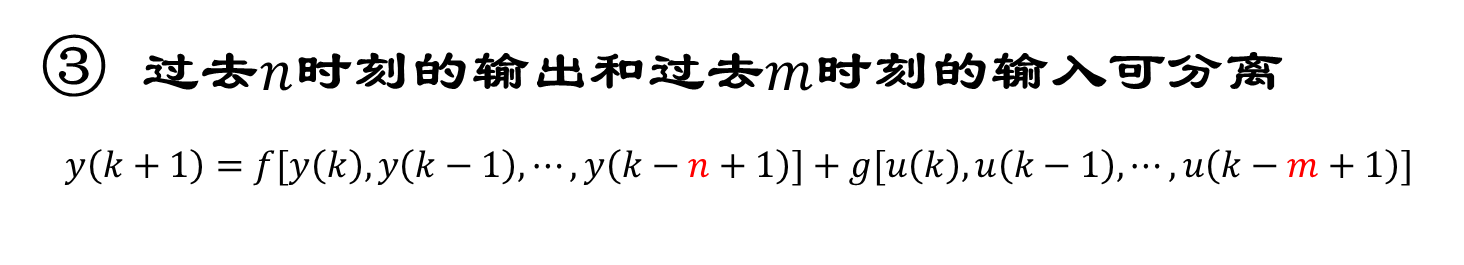 ③ 过去n时刻的输出和过去m时刻的输入可分离
y(k + 1) = f[y(k), y(k − 1), ⋯, y(k − n + 1)] + g[u(k), u(k − 1), ⋯, u(k − m + 1)]